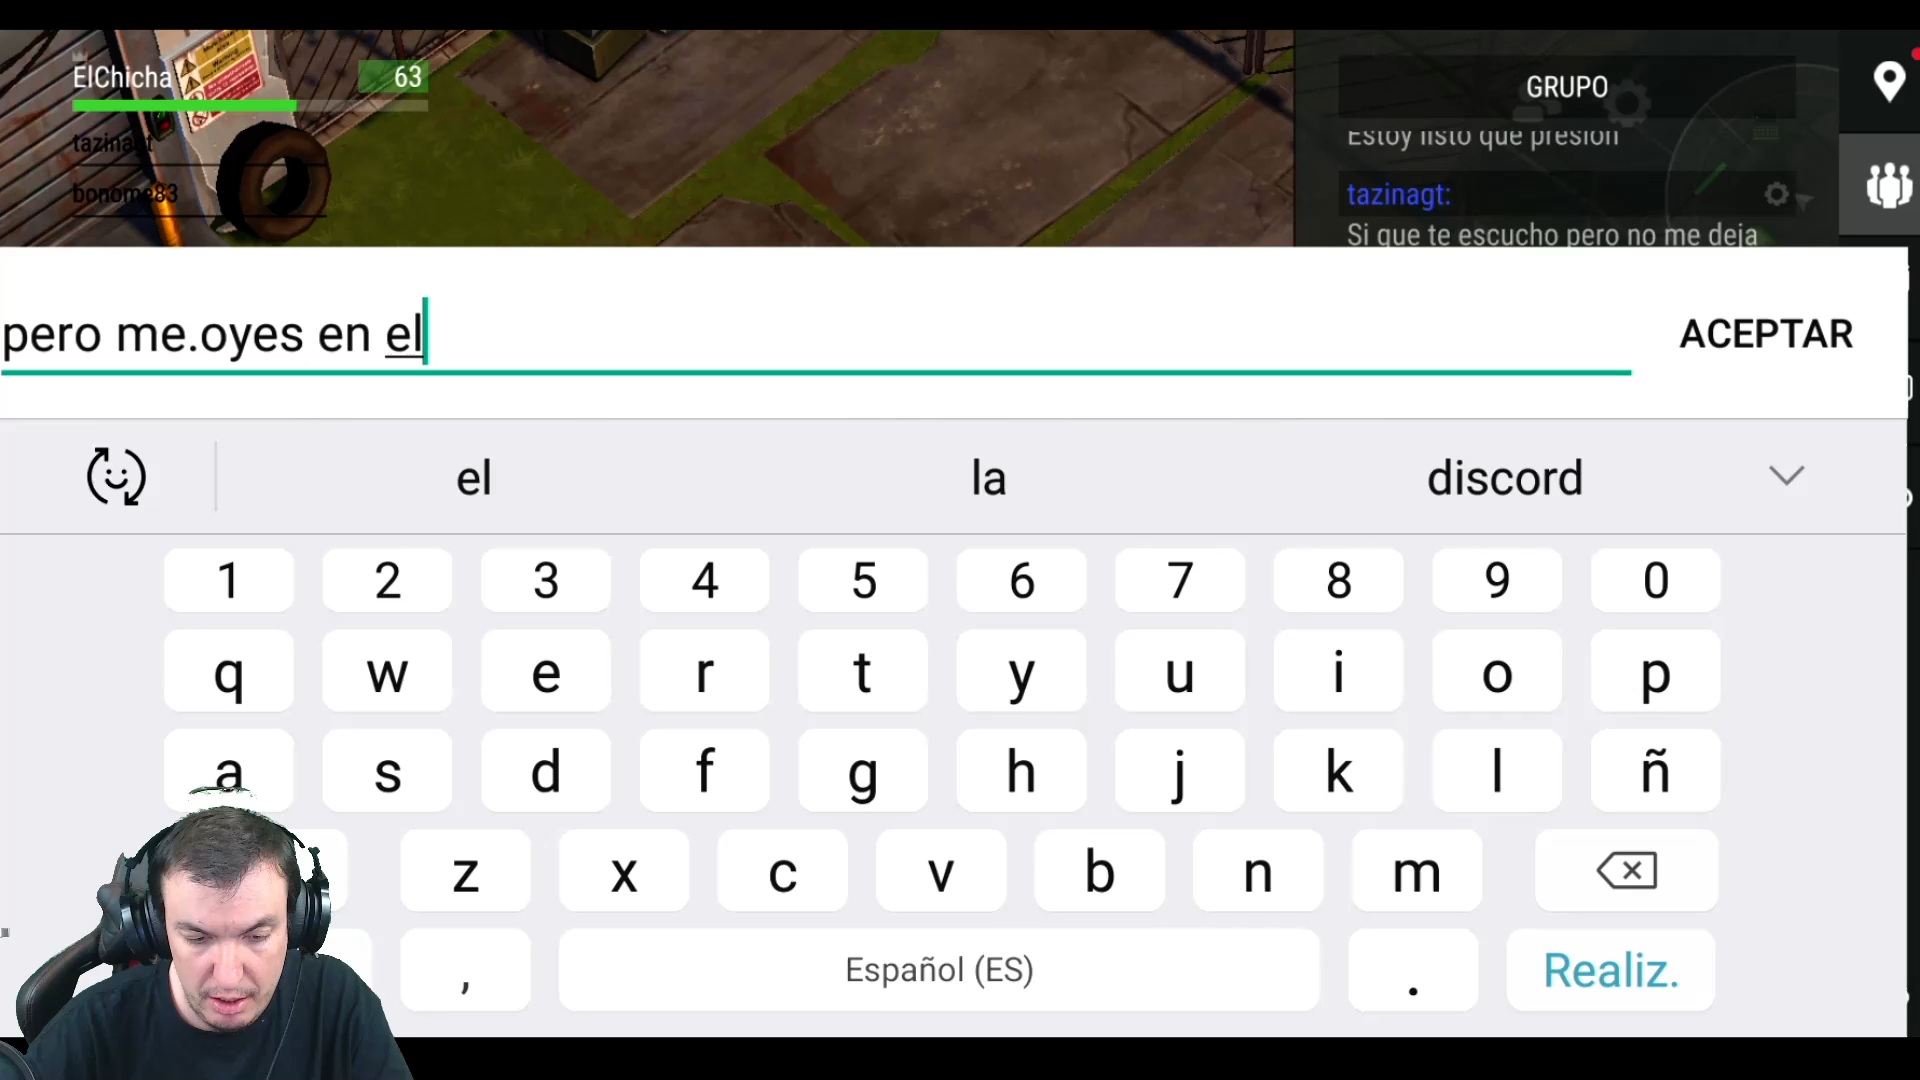 ElChicha
63
tazinagt
bonome83
GRUPO
Estoy listo que presion
tazinagt:
Si que te escucho pero no me deja
pero me.oyes en el
ACEPTAR
el la discord
1 2 3 4 5 6 7 8 9 0
q w e r t y u i o p
a s d f g h j k l ñ
z x c v b n m
, Español (ES) . Realiz.